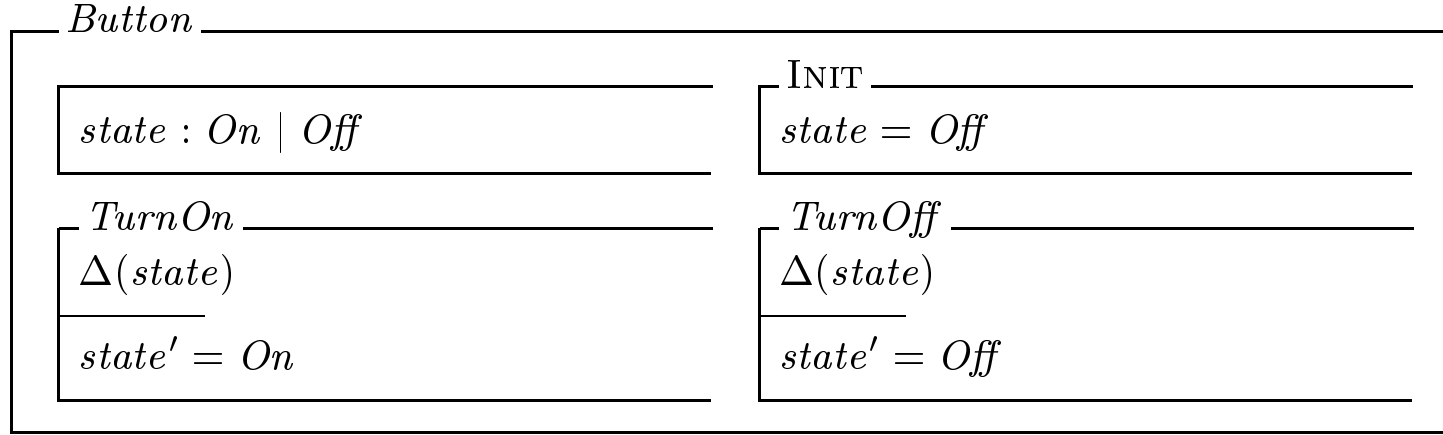 Button
state : On | Off
INIT
state = Off
TurnOn
Δ(state)
state′ = On
TurnOff
Δ(state)
state′ = Off